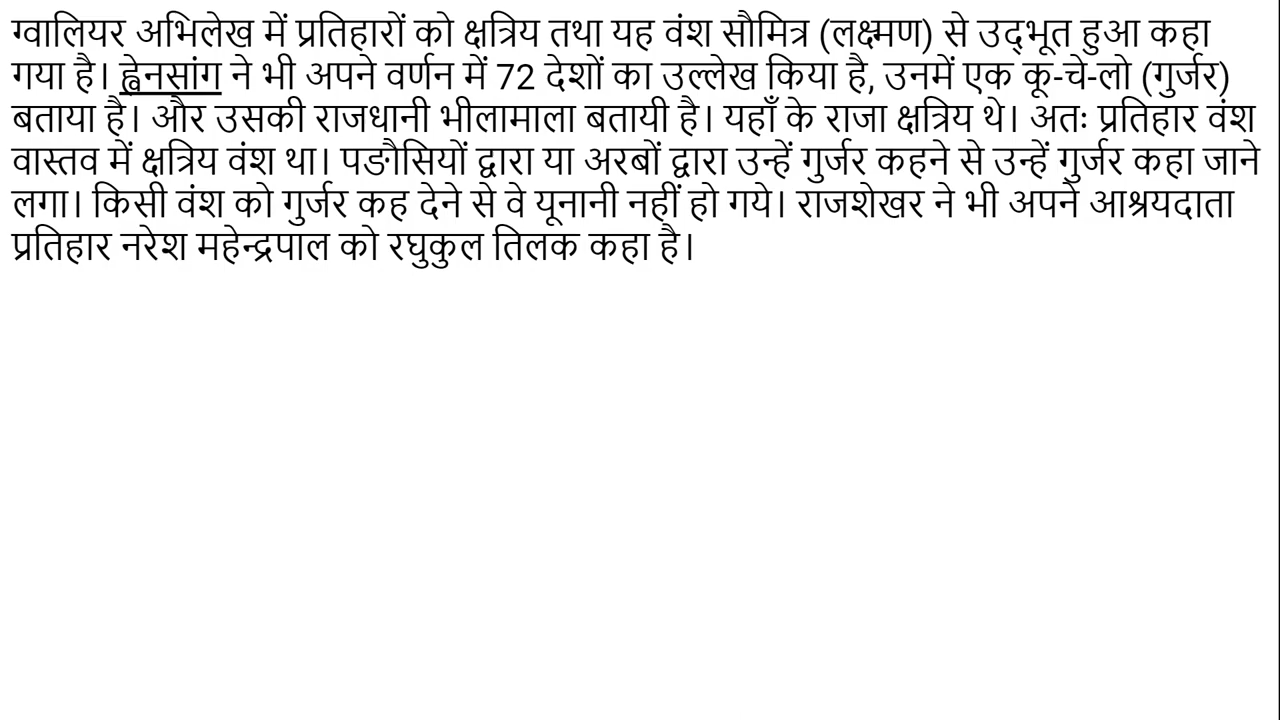 ग्वालियर अभिलेख में प्रतिहारों को क्षत्रिय तथा यह वंश सौमित्र (लक्ष्मण) से उद्भूत हुआ कहा
गया है। ह्वेनसांग ने भी अपने वर्णन में 72 देशों का उल्लेख किया है, उनमें एक कू-चे-लो (गुर्जर)
बताया है। और उसकी राजधानी भीलामाला बतायी है। यहाँ के राजा क्षत्रिय थे। अतः प्रतिहार वंश
वास्तव में क्षत्रिय वंश था। पङौसियों द्वारा या अरबों द्वारा उन्हें गुर्जर कहने से उन्हें गुर्जर कहा जाने
लगा। किसी वंश को गुर्जर कह देने से वे यूनानी नहीं हो गये। राजशेखर ने भी अपने आश्रयदाता
प्रतिहार नरेश महेन्द्रपाल को रघुकुल तिलक कहा है।